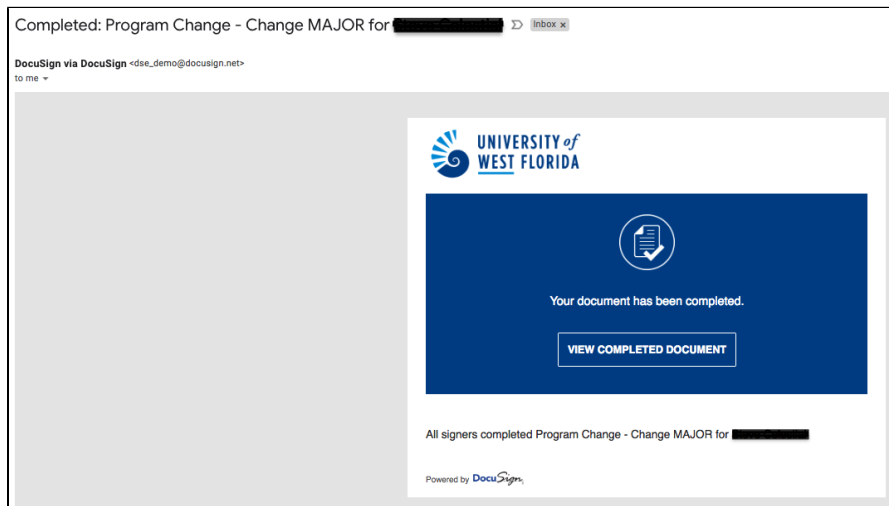 Completed: Program Change - Change MAJOR for
Inbox x
DocuSign via DocuSign <dse_demo@docusign.net>
to me
UNIVERSITY of
WEST FLORIDA
Your document has been completed.
VIEW COMPLETED DOCUMENT
All signers completed Program Change - Change MAJOR for
Powered by DocuSign